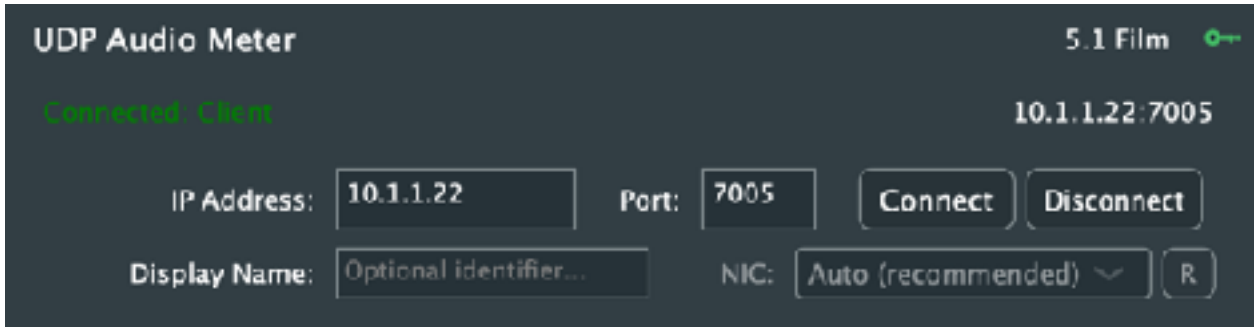 UDP Audio Meter 5.1 Film
Connected: Client 10.1.1.22:7005
IP Address: 10.1.1.22 Port: 7005 Connect Disconnect
Display Name: Optional identifier... NIC: Auto (recommended) R